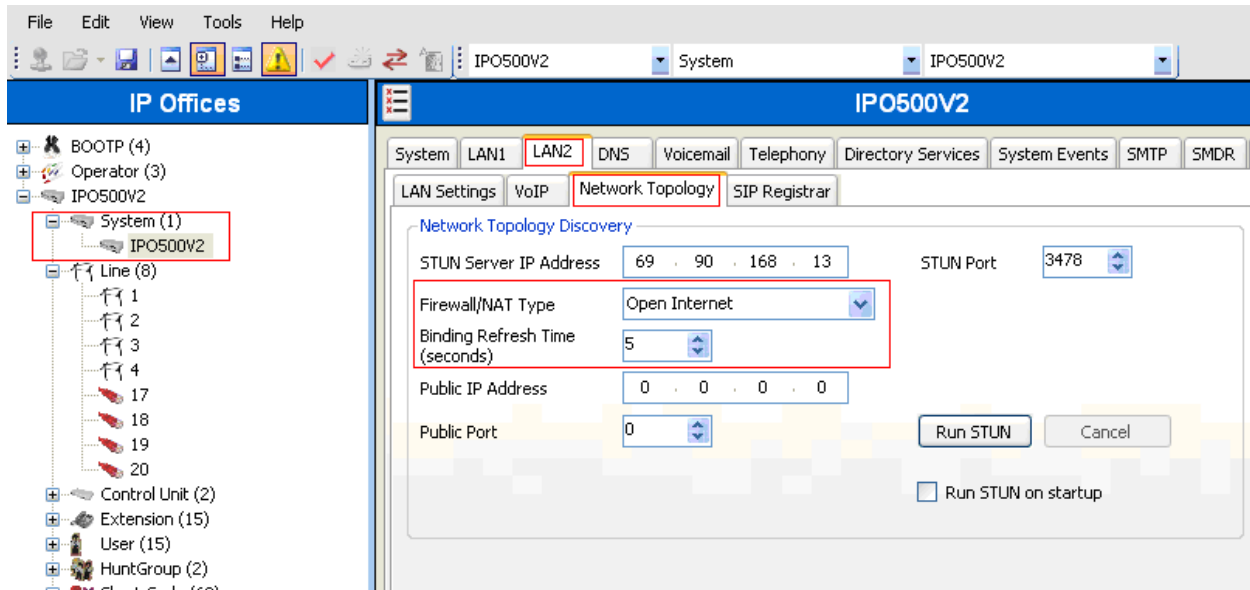 File Edit View Tools Help
IPO500V2 System IPO500V2
IP Offices
BOOTP (4)
Operator (3)
IPO500V2
System (1)
IPO500V2
Line (8)
1
2
3
4
17
18
19
20
Control Unit (2)
Extension (15)
User (15)
HuntGroup (2)
IPO500V2
System LAN1 LAN2 DNS Voicemail Telephony Directory Services System Events SMTP SMDR
LAN Settings VoIP Network Topology SIP Registrar
Network Topology Discovery
STUN Server IP Address 69 . 90 . 168 . 13 STUN Port 3478
Firewall/NAT Type Open Internet
Binding Refresh Time
(seconds) 5
Public IP Address 0 . 0 . 0 . 0
Public Port 0 Run STUN Cancel
Run STUN on startup